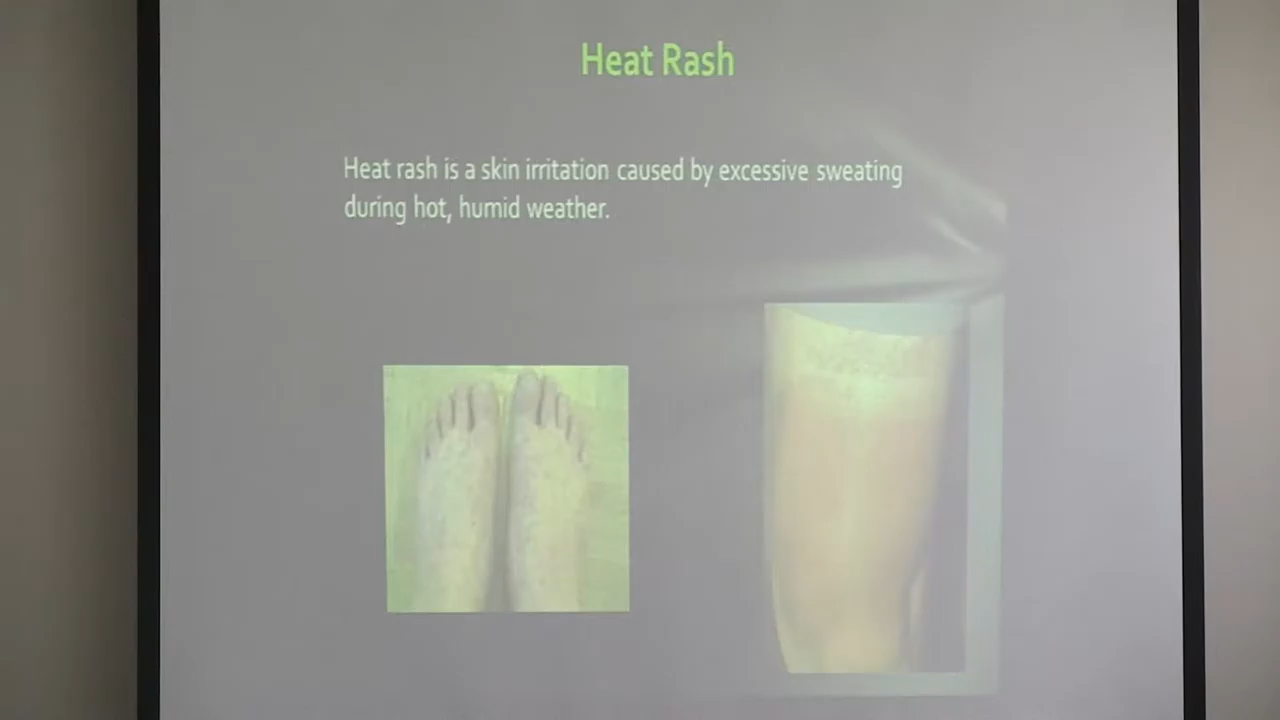 Heat Rash
Heat rash is a skin irritation caused by excessive sweating
during hot, humid weather.